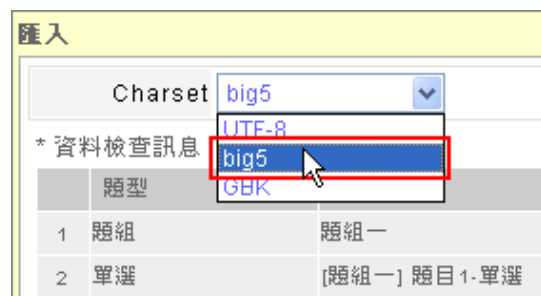 匯入
Charset big5
UTF-8
* 資料檢查訊息
big5
GBK
題型
1 題組 題組一
2 單選 [題組一] 題目1-單選